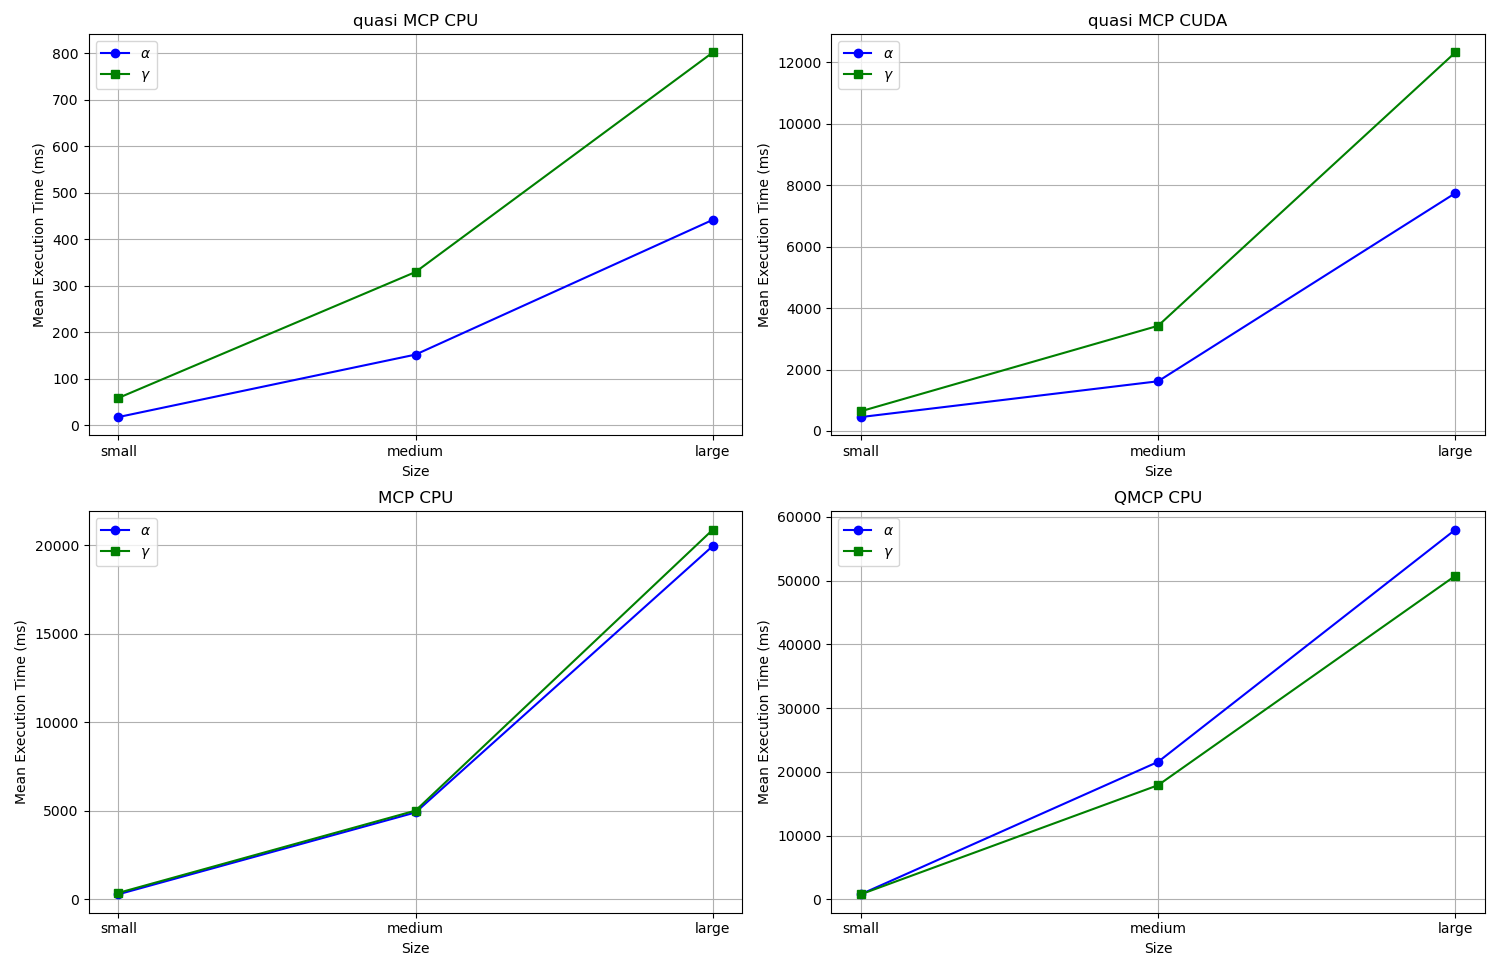 quasi MCP CPU
α
γ
800
700
600
500
400
300
200
100
0
Mean Execution Time (ms)
small medium large
Size
quasi MCP CUDA
α
γ
12000
10000
8000
6000
4000
2000
0
Mean Execution Time (ms)
small medium large
Size
MCP CPU
α
γ
20000
15000
10000
5000
0
Mean Execution Time (ms)
small medium large
Size
QMCP CPU
α
γ
60000
50000
40000
30000
20000
10000
0
Mean Execution Time (ms)
small medium large
Size